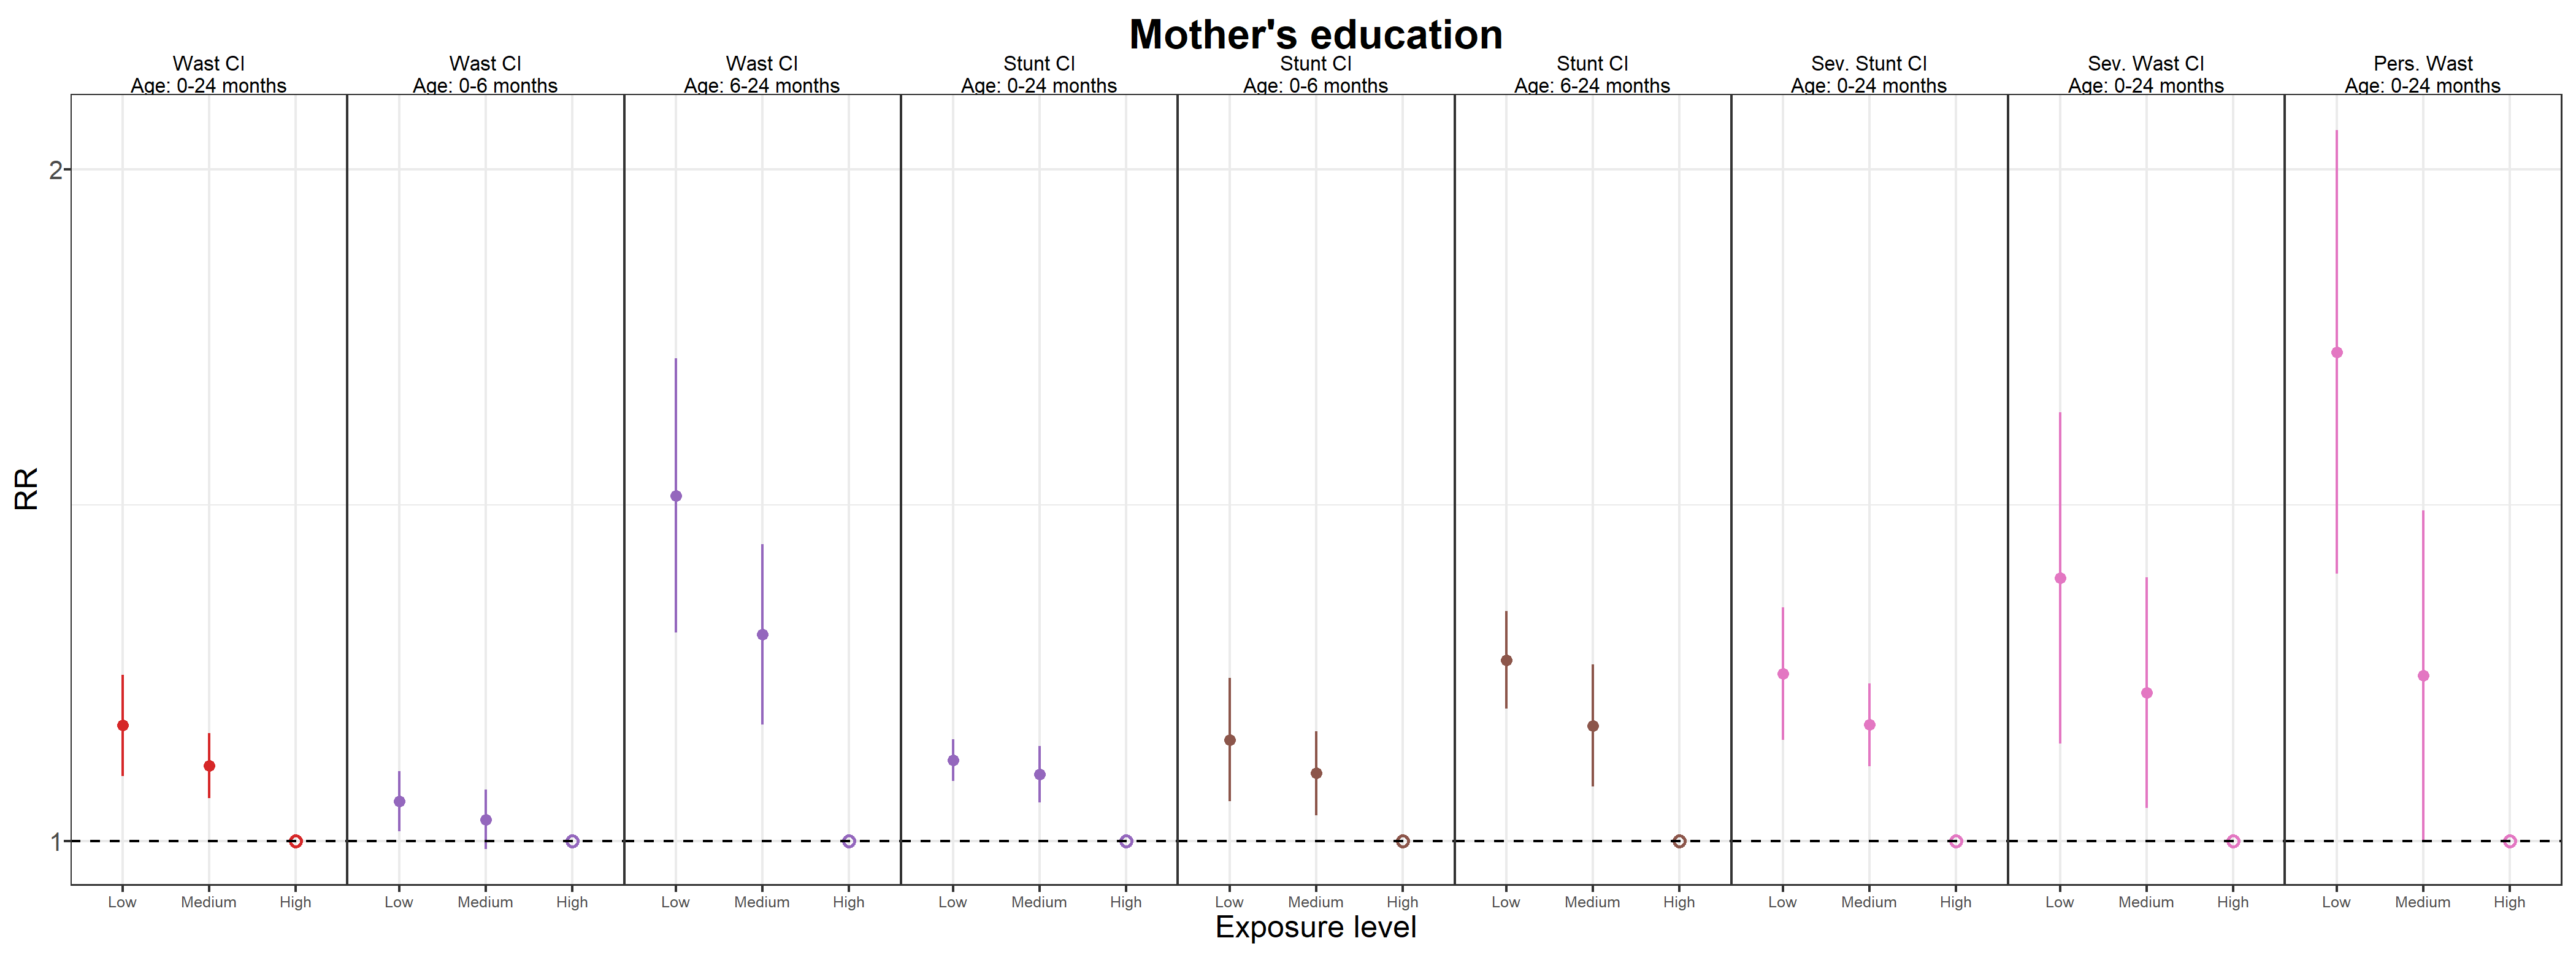 Mother's education
Wast CI Wast CI Wast CI Stunt CI Stunt CI Stunt CI Sev. Stunt CI Sev. Wast CI Pers. Wast
Age: 0-24 months Age: 0-6 months Age: 6-24 months Age: 0-24 months Age: 0-6 months Age: 6-24 months Age: 0-24 months Age: 0-24 months Age: 0-24 months
2
RR
1
Low Medium High Low Medium High Low Medium High Low Medium High Low Medium High Low Medium High Low Medium High Low Medium High Low Medium High
Exposure level